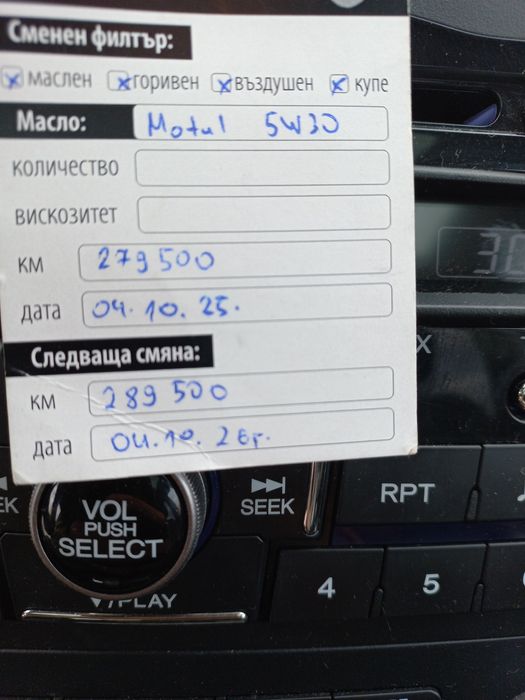 Сменен филтър:
маслен горивен въздушен купе
Масло: Motul 5W30
количество
вискозитет
км 279 500
дата 04.10.25.
Следваща смяна:
км 289 500
дата 04.10.26г.
SEEK
VOL
PUSH
SELECT
RPT
/PLAY
4
5